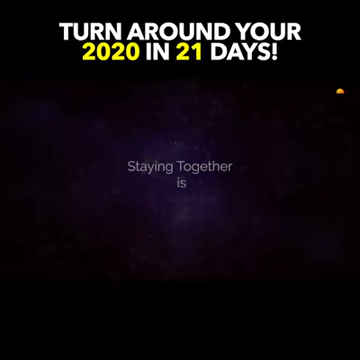 TURN AROUND YOUR
2020 IN 21 DAYS!
Staying Together
is